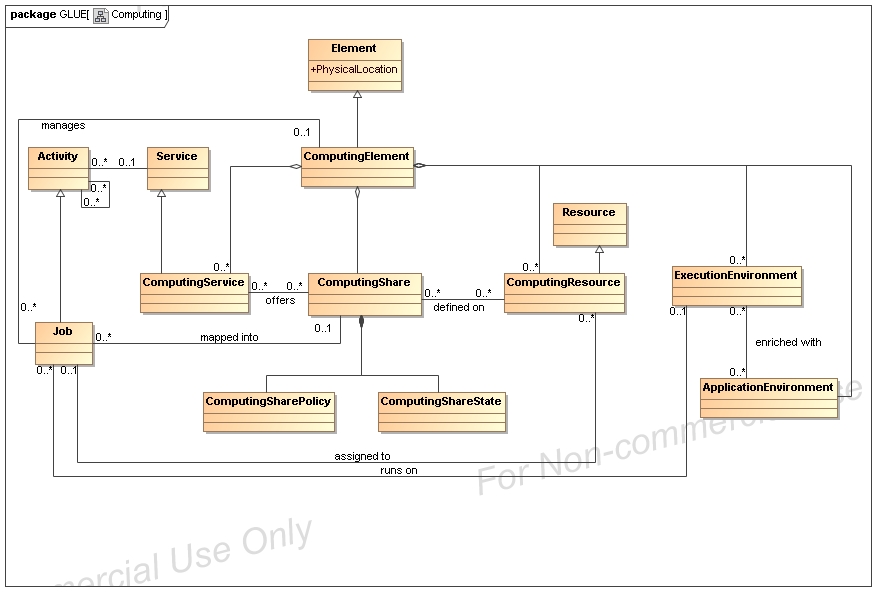 package GLUE[ Computing ]
Element
+PhysicalLocation
manages
0..1
Activity
0..* 0..1
Service
ComputingElement
0..*
0..*
Resource
0..*
0..*
0..*
ComputingService
0..* 0..*
offers
ComputingShare
0..* 0..*
defined on
ComputingResource
ExecutionEnvironment
0..*
0..1
0..*
0..1
0..*
Job
0..*
mapped into
enriched with
0..* 0..1
0..*
ComputingSharePolicy
ComputingShareState
ApplicationEnvironment
assigned to
runs on
For Non-commerc
se
mercial Use Only